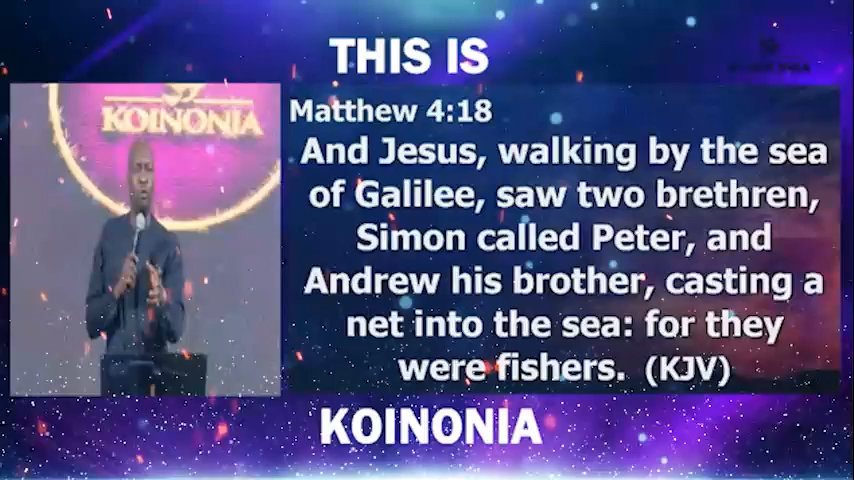 THIS IS
KOINONIA
Matthew 4:18
And Jesus, walking by the sea
of Galilee, saw two brethren,
Simon called Peter, and
Andrew his brother, casting a
net into the sea: for they
were fishers. (KJV)
KOINONIA